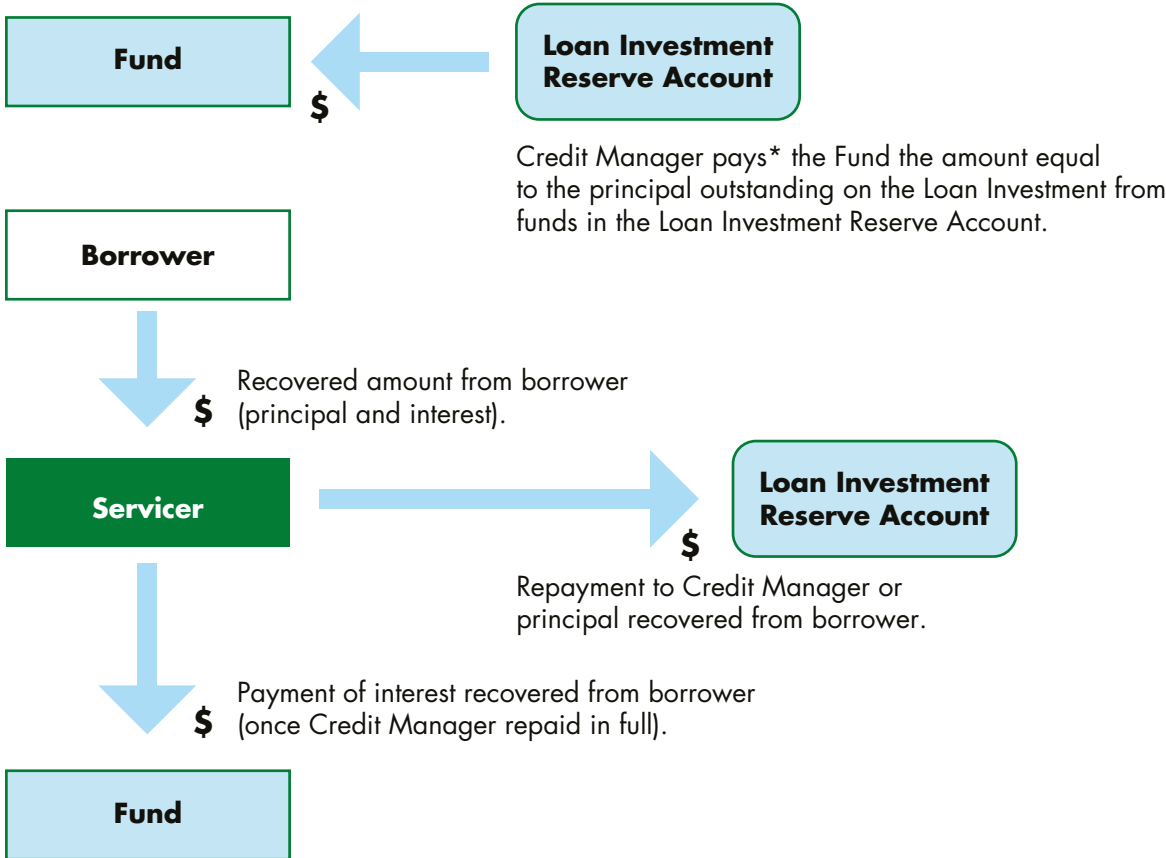 Fund
$
Loan Investment
Reserve Account
Credit Manager pays* the Fund the amount equal
to the principal outstanding on the Loan Investment from
funds in the Loan Investment Reserve Account.
Borrower
$
Recovered amount from borrower
(principal and interest).
Servicer
$
Loan Investment
Reserve Account
Repayment to Credit Manager or
principal recovered from borrower.
$
Payment of interest recovered from borrower
(once Credit Manager repaid in full).
Fund